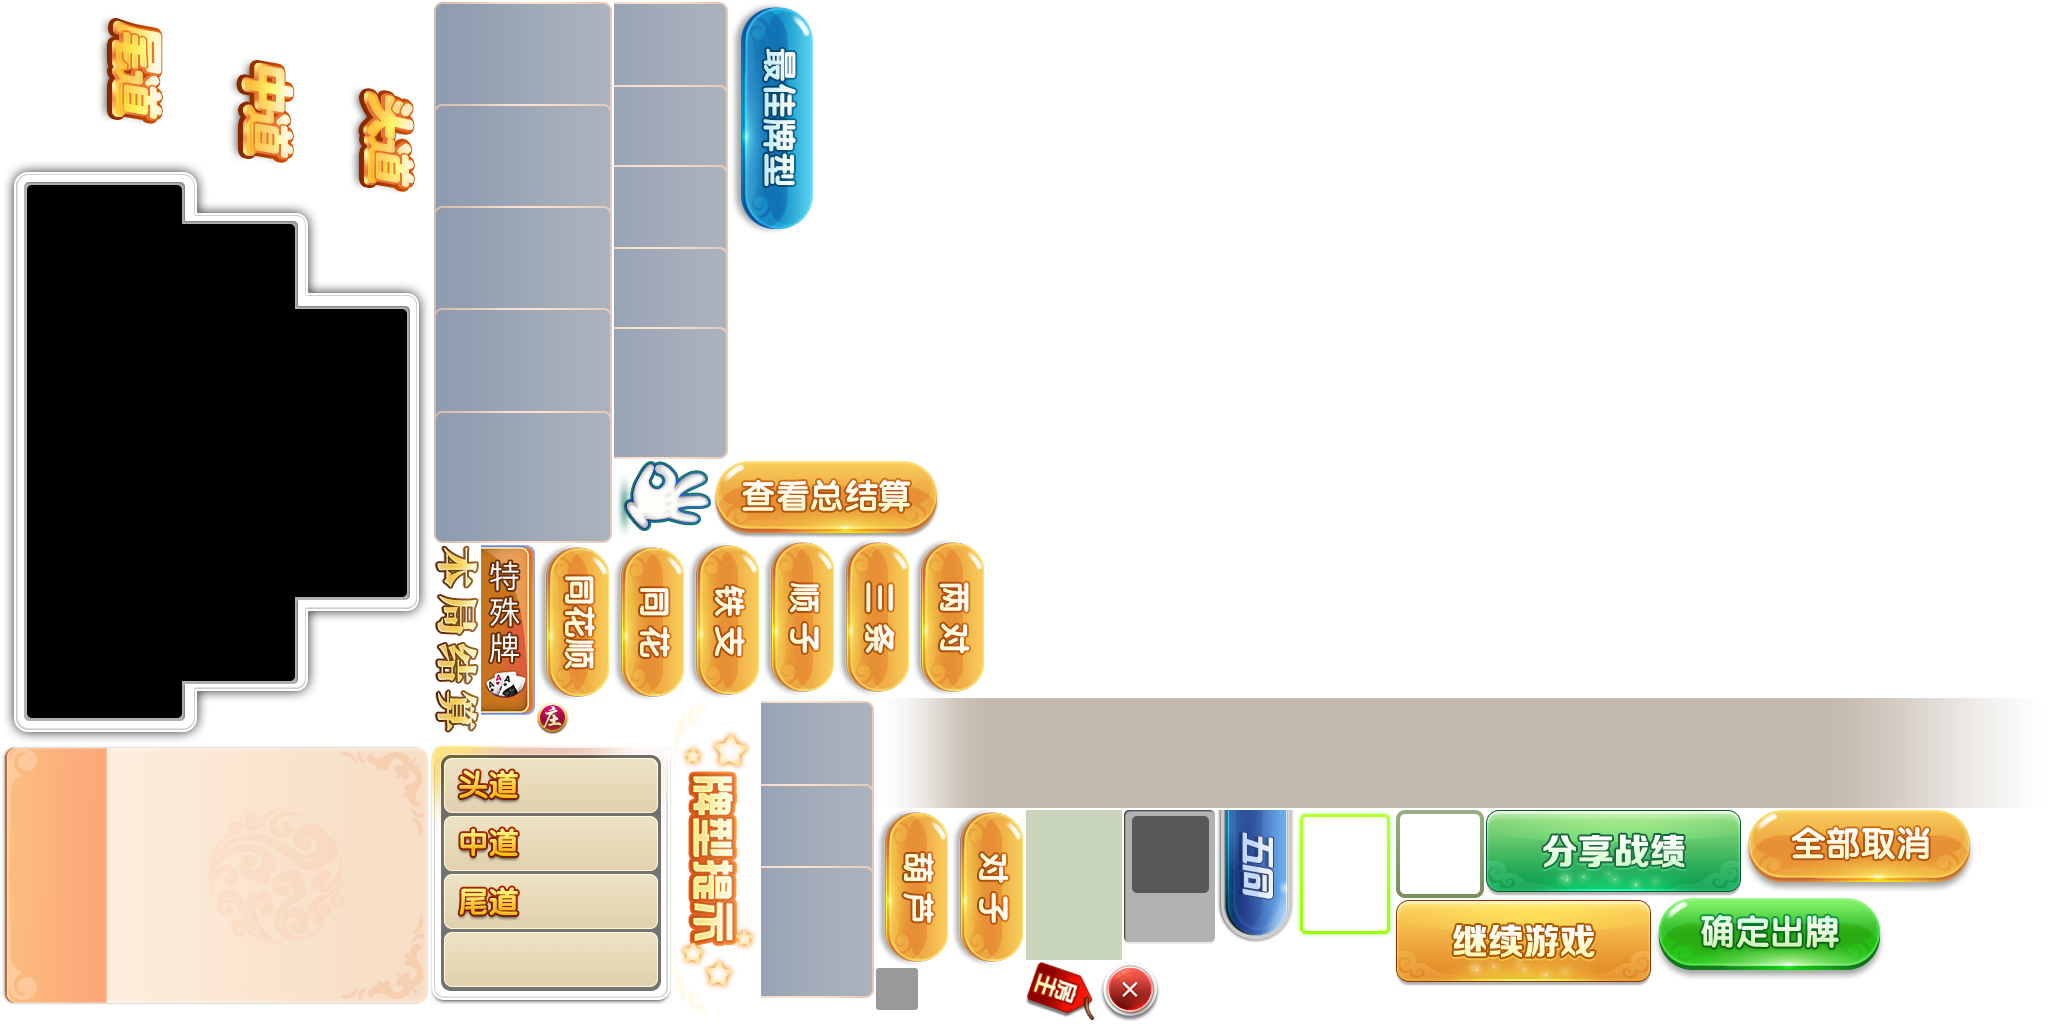 尾道
中道
头道
最佳牌型
查看总结算
本局结算
特殊牌
同花顺
同花
铁支
顺子
三条
两对
庄
头道
中道
尾道
牌型提示
葫芦
对子
五同
分享战绩
全部取消
继续游戏
确定出牌
房主